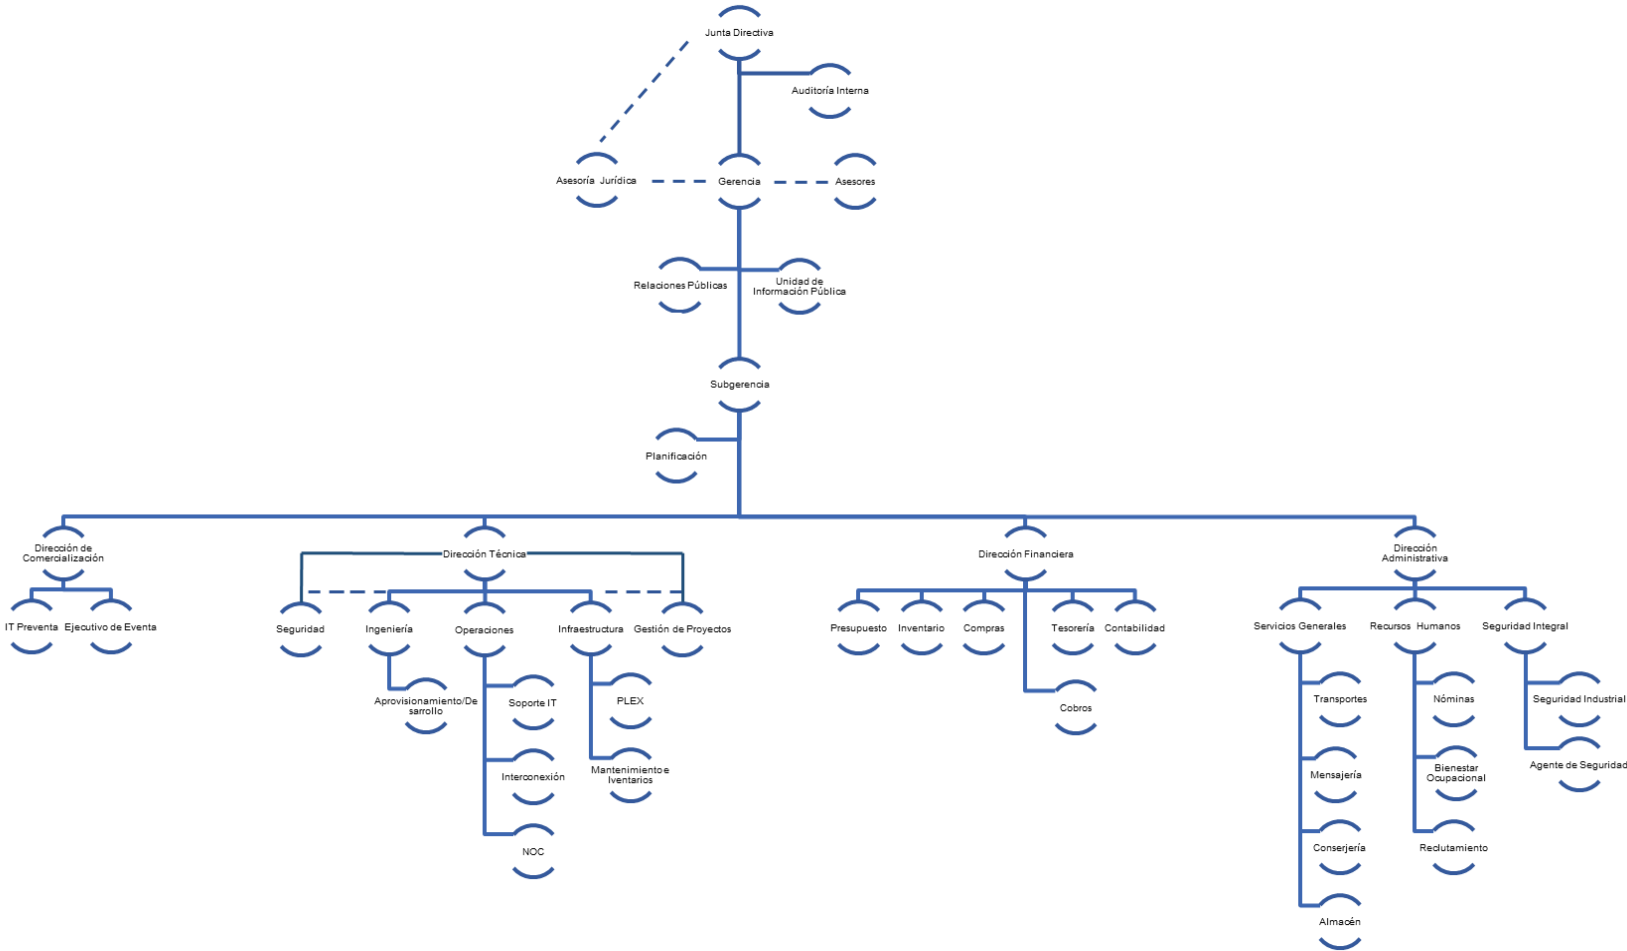 Junta Directiva
Auditoría Interna
Asesoría Jurídica
Gerencia
Asesores
Relaciones Públicas
Unidad de
Información Pública
Subgerencia
Planificación
Dirección de
Comercialización
Dirección Técnica
Dirección Financiera
Dirección
Administrativa
IT Preventa
Ejecutivo de Eventa
Seguridad
Ingeniería
Operaciones
Infraestructura
Gestión de Proyectos
Presupuesto
Inventario
Compras
Tesorería
Contabilidad
Servicios Generales
Recursos Humanos
Seguridad Integral
Aprovisionamiento/De
sarrollo
Soporte IT
PLEX
Cobros
Transportes
Nóminas
Seguridad Industrial
Interconexión
Mantenimiento e
Iventarios
Mensajería
Bienestar
Ocupacional
Agente de Seguridad
NOC
Conserjería
Reclutamiento
Almacén